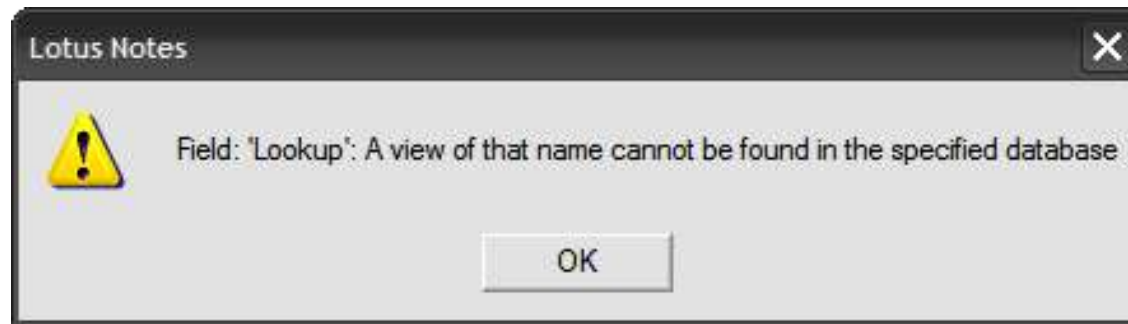 Lotus Notes
Field: 'Lookup': A view of that name cannot be found in the specified database
OK